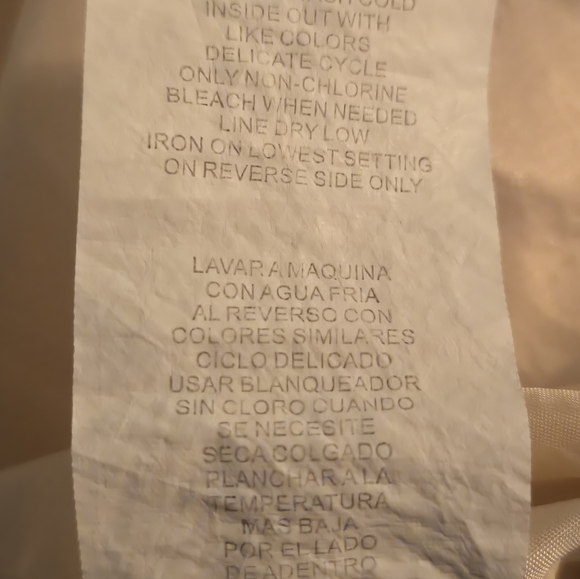 COLD
INSIDE OUT WITH
LIKE COLORS
DELICATE CYCLE
ONLY NON-CHLORINE
BLEACH WHEN NEEDED
LINE DRY LOW
IRON ON LOWEST SETTING
ON REVERSE SIDE ONLY
LAVAR A MAQUINA
CON AGUA FRIA
AL REVERSO CON
COLORES SIMILARES
CICLO DELICADO
USAR BLANQUEADOR
SIN CLORO CUANDO
SE NECESITE
SECA COLGADO
PLANCHAR A LA
TEMPERATURA
MAS BAJA
POR EL LADO
DE ADENTRO